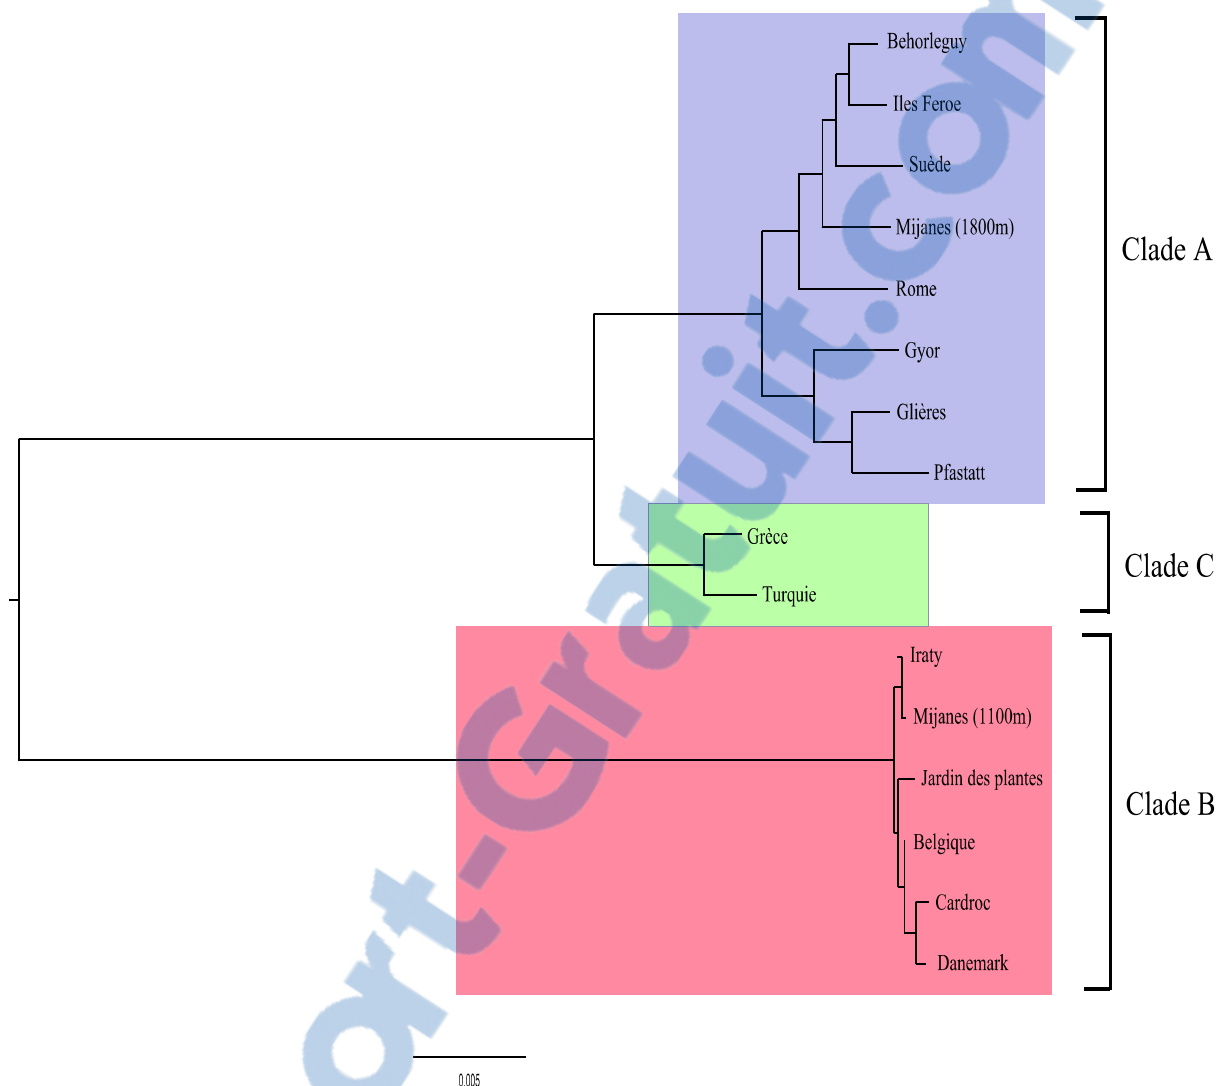 Behorleguy
Iles Feroe
Suède
Mijanes (1800m)
Clade A
Rome
Gyor
Glières
Pfastatt
Grèce
Clade C
Turquie
Iraty
Mijanes (1100m)
Jardin des plantes
Clade B
Belgique
Cardroc
Danemark
0.005
ort-Gratuit.com